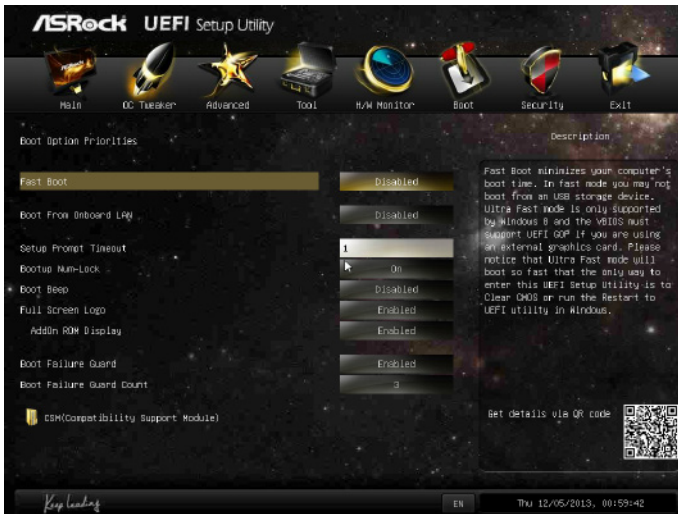 ASRock UEFI Setup Utility
ASRock
Main OC Tweaker Advanced Tool H/W Monitor Boot Security Exit
Boot Option Priorities
Fast Boot Disabled
Boot From Onboard LAN Disabled
Setup Prompt Timeout 1
Bootup Num-Lock On
Boot Beep Disabled
Full Screen Logo Enabled
AddOn ROM Display Enabled
Boot Failure Guard Enabled
Boot Failure Guard Count 3
CSM(Compatibility Support Module)
Description
Fast Boot minimizes your computer's
boot time. In fast mode you may not
boot from an USB storage device.
Ultra Fast mode is only supported
by Windows 8 and the VBIOS must
support UEFI GOP if you are using
an external graphics card. Please
notice that Ultra Fast mode will
boot so fast that the only way to
enter this UEFI Setup Utility is to
Clear CMOS or run the Restart to
UEFI utility in Windows.
Get details via QR code
Keep Leading
EN
Thu 12/05/2013, 00:59:42